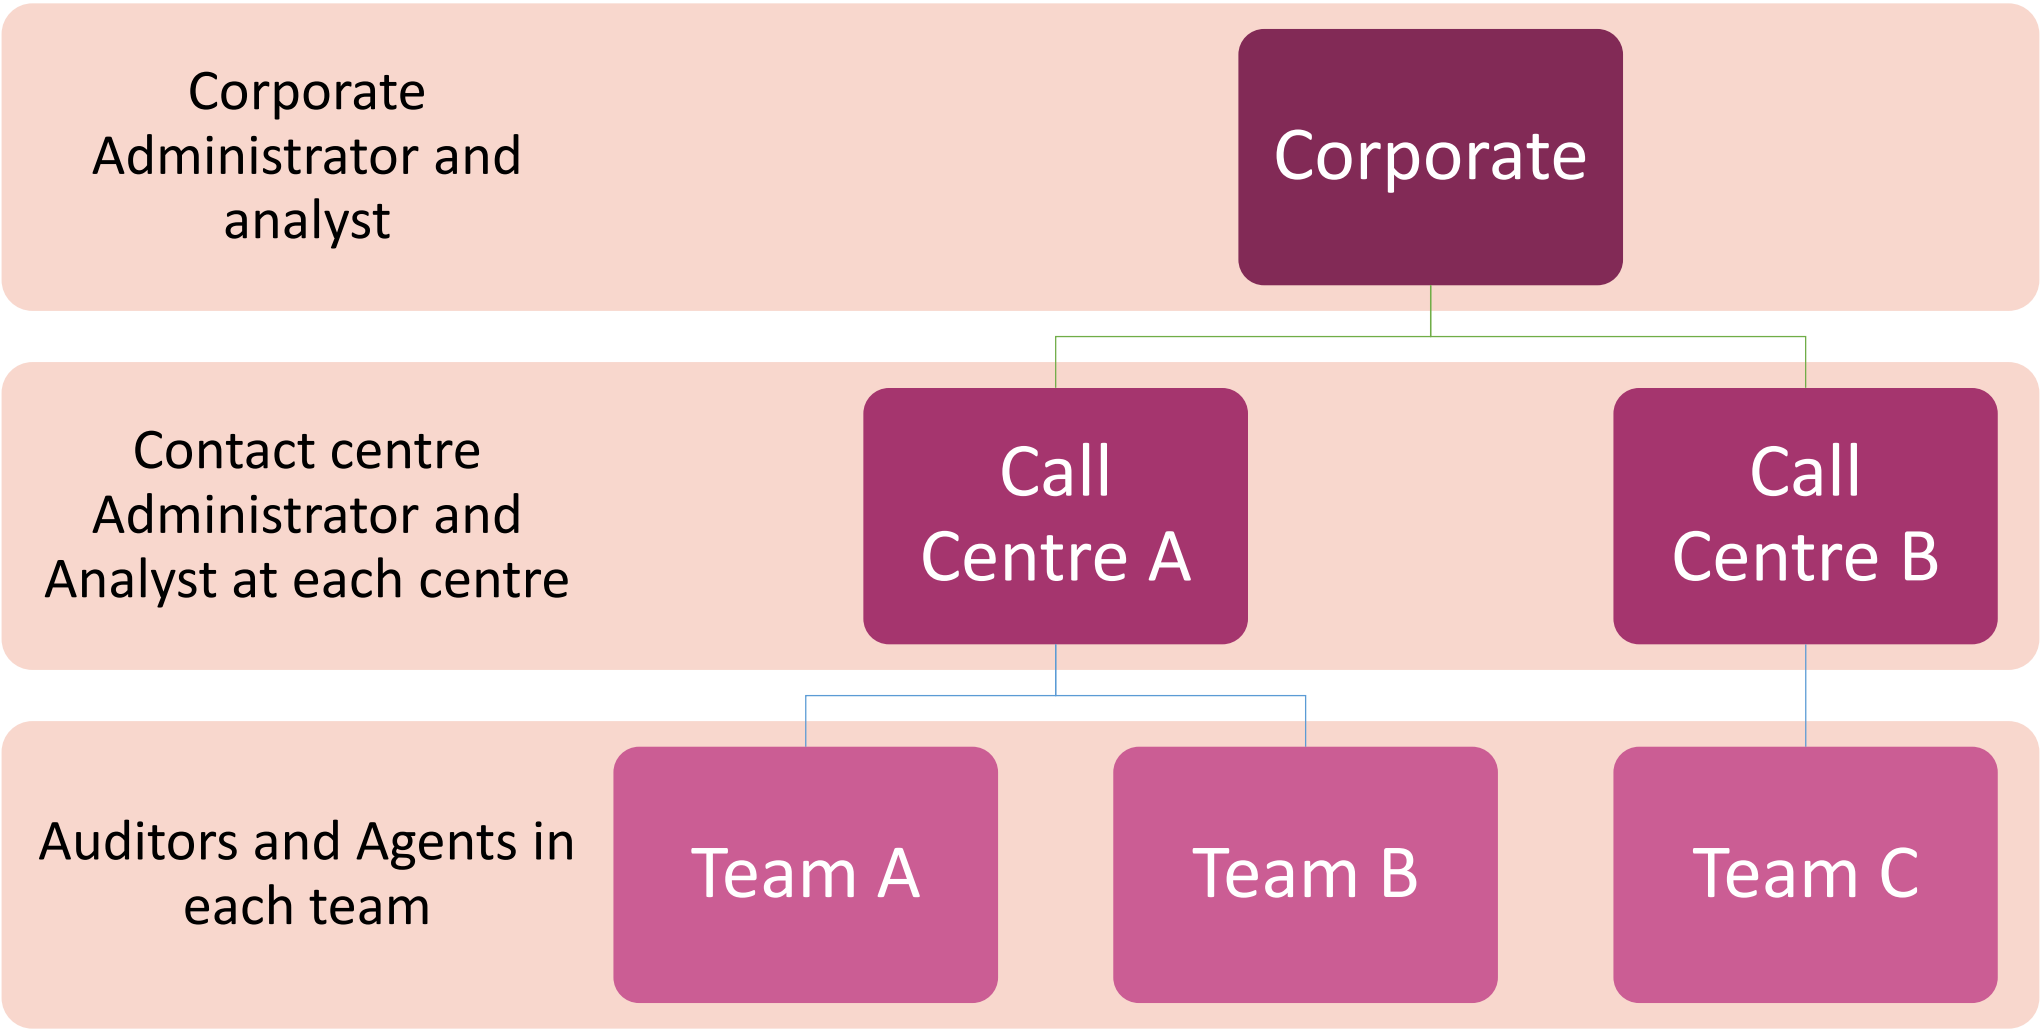 Corporate
Administrator and
analyst
Corporate
Contact centre
Administrator and
Analyst at each centre
Call
Centre A
Call
Centre B
Auditors and Agents in
each team
Team A
Team B
Team C